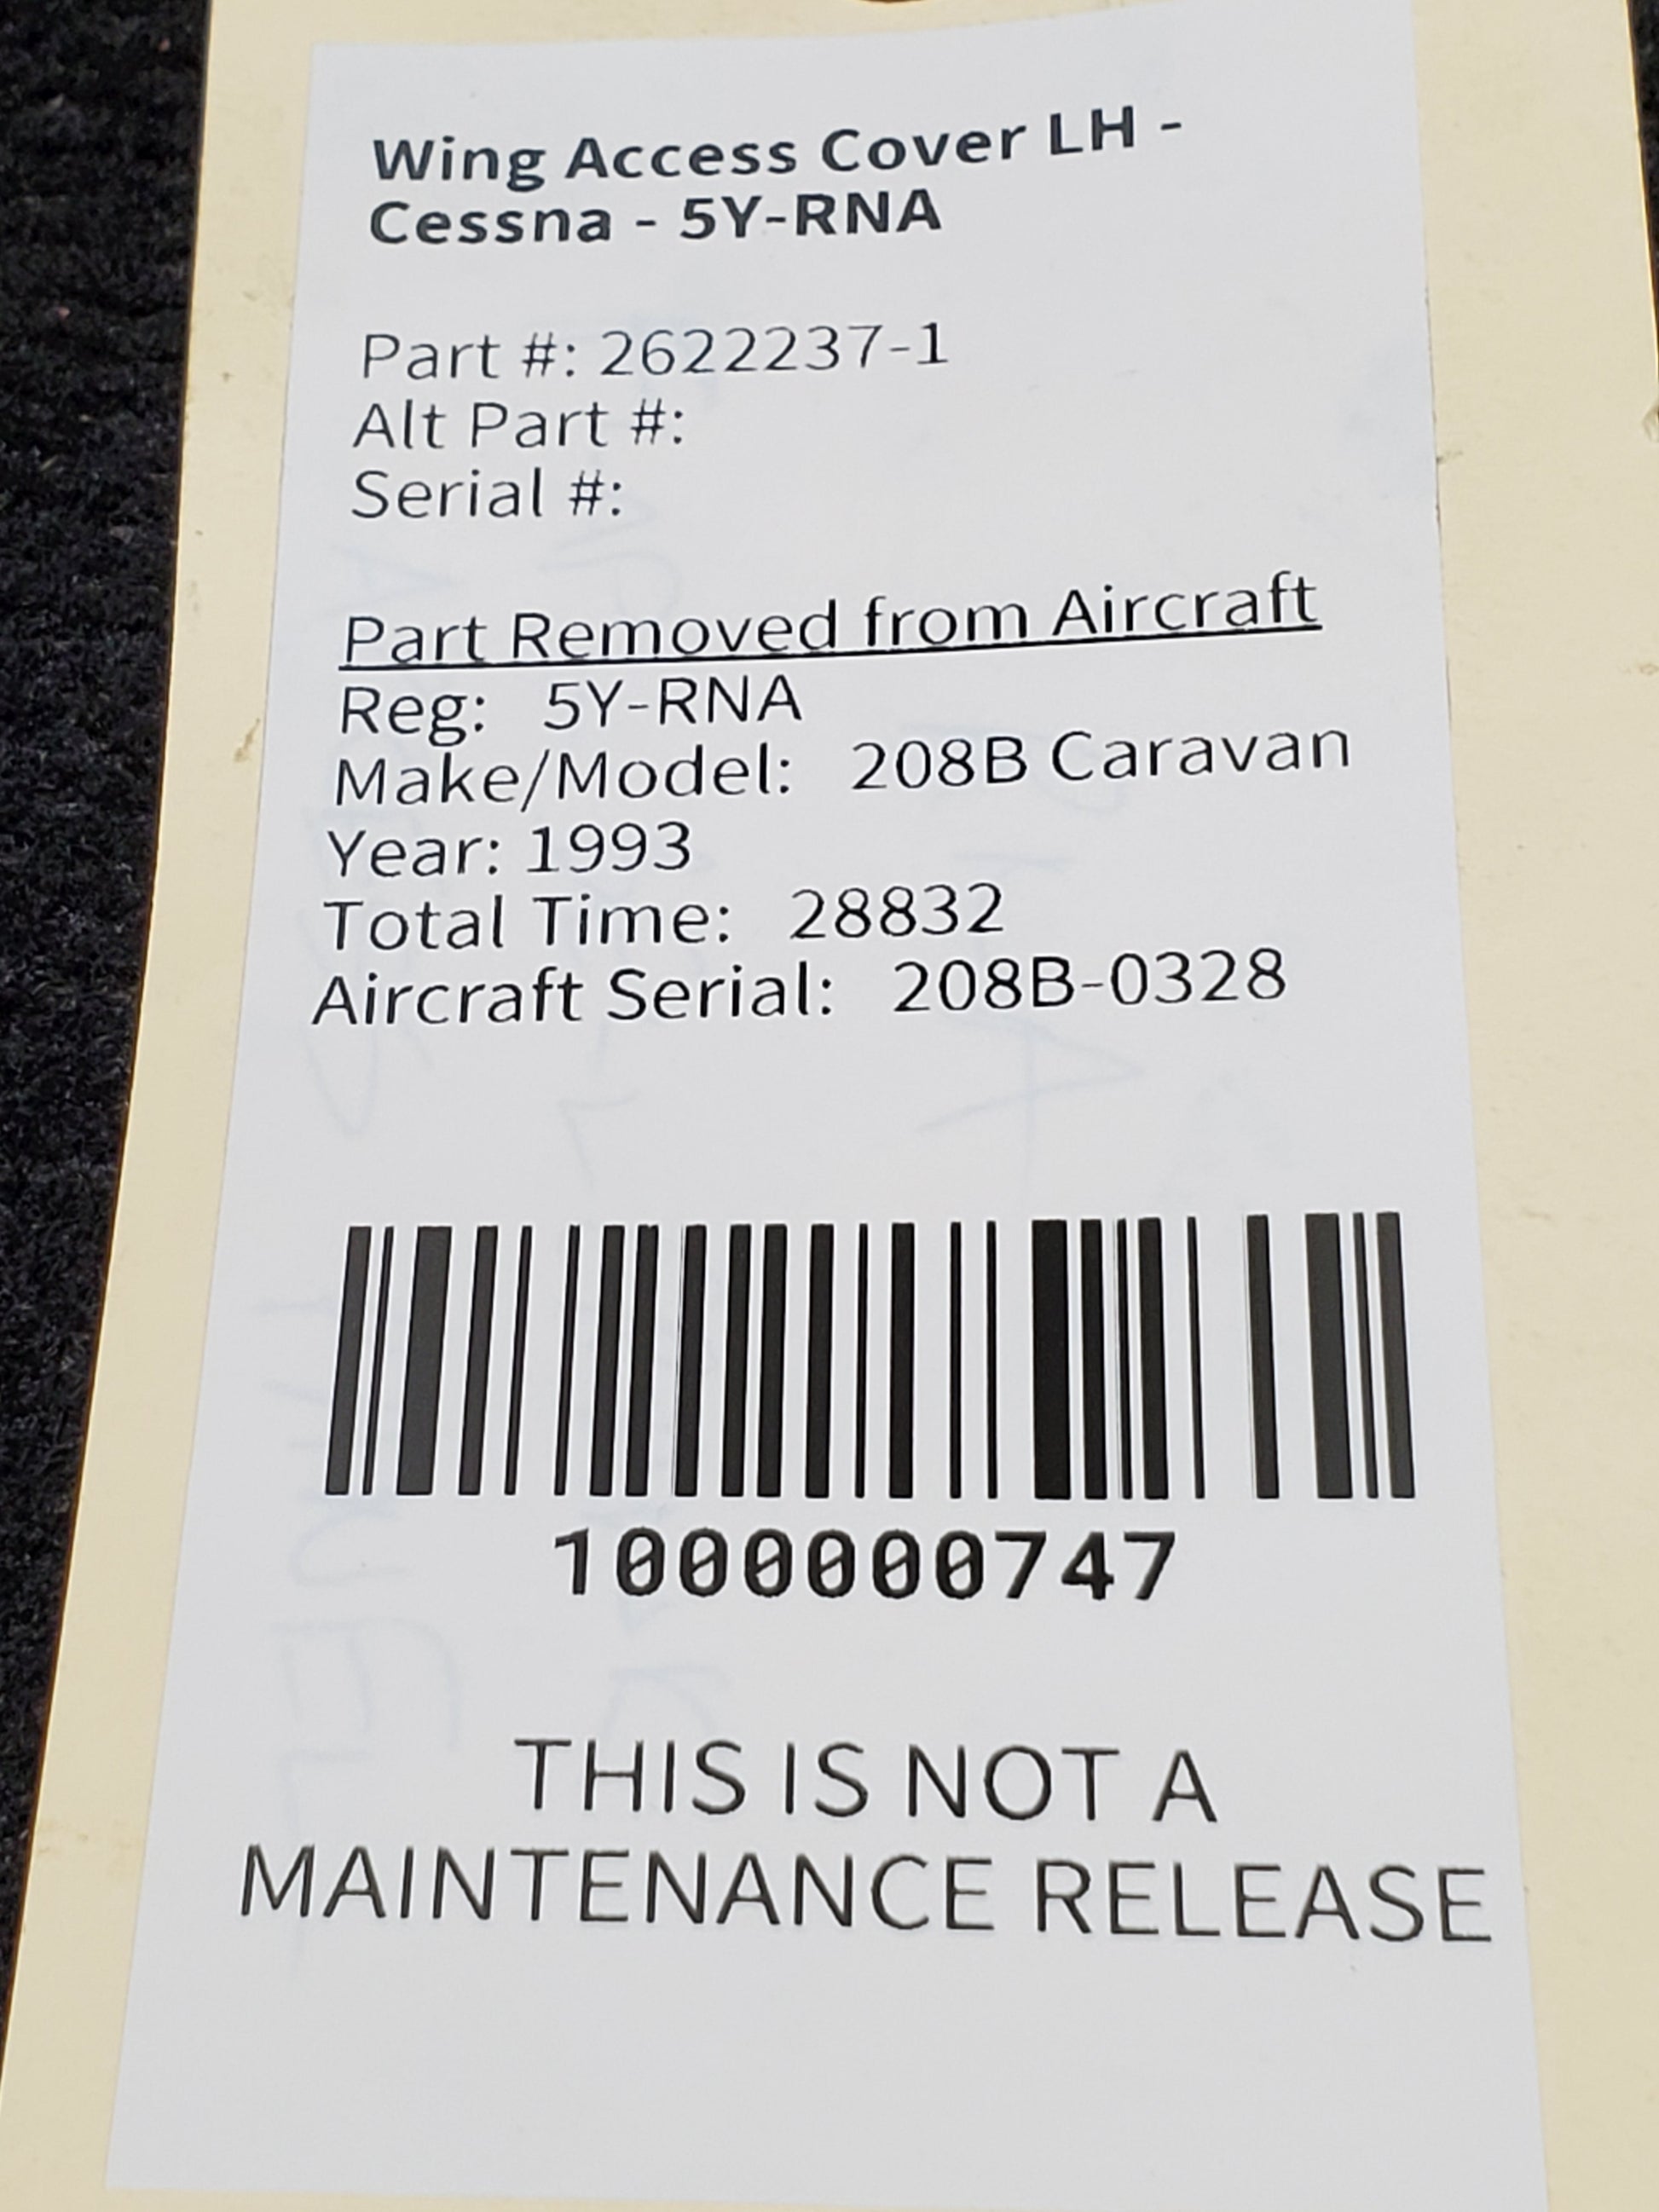 Wing Access Cover LH -
Cessna - 5Y-RNA
Part #: 2622237-1
Alt Part #:
Serial #:
Part Removed from Aircraft
Reg: 5Y-RNA
Make/Model: 208B Caravan
Year: 1993
Total Time: 28832
Aircraft Serial: 208B-0328
1000000747
THIS IS NOT A
MAINTENANCE RELEASE